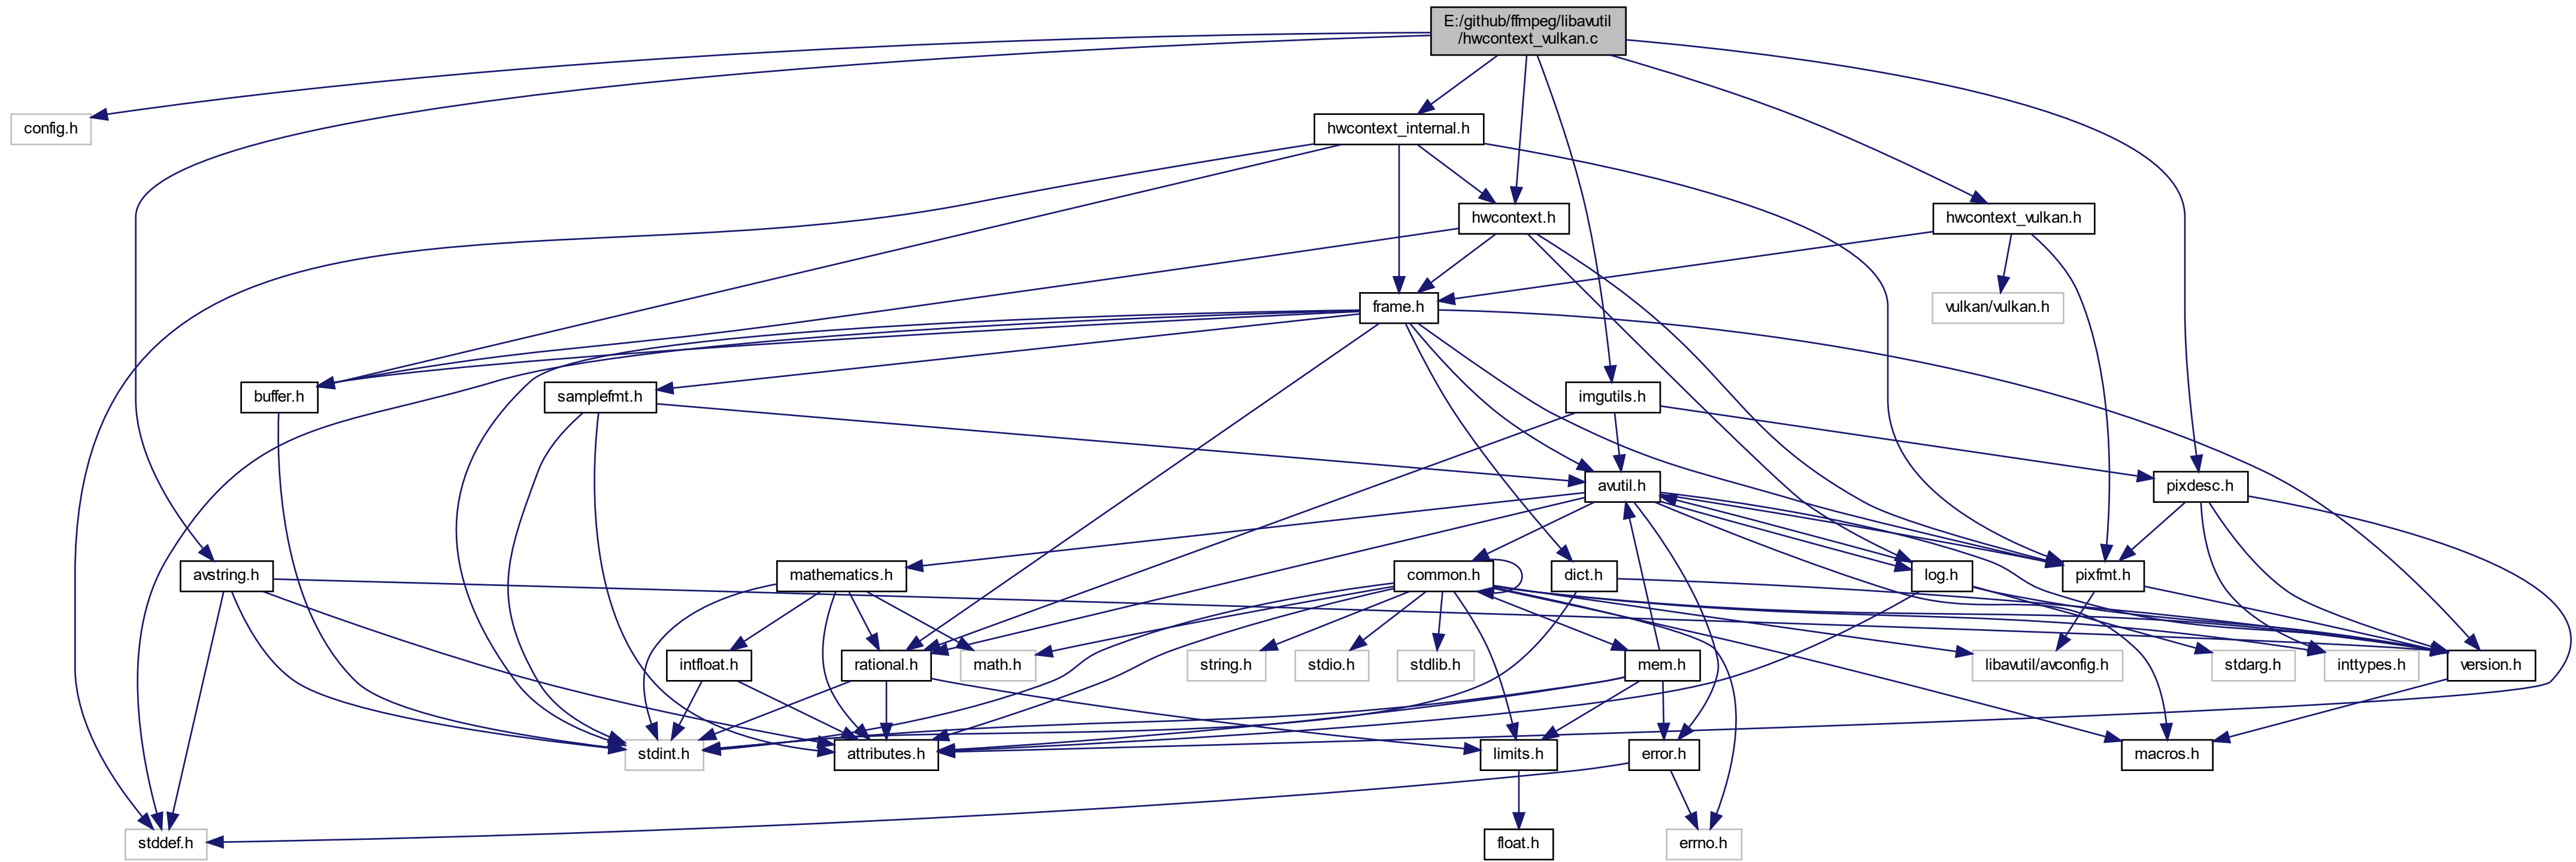 E:/github/ffmpeg/libavutil
/hwcontext_vulkan.c
config.h
hwcontext_internal.h
hwcontext.h
hwcontext_vulkan.h
frame.h
vulkan/vulkan.h
buffer.h
samplefmt.h
imgutils.h
avutil.h
pixdesc.h
avstring.h
mathematics.h
common.h
dict.h
log.h
pixfmt.h
intfloat.h
rational.h
math.h
string.h
stdio.h
stdlib.h
mem.h
libavutil/avconfig.h
stdarg.h
inttypes.h
version.h
stdint.h
attributes.h
limits.h
error.h
macros.h
stddef.h
float.h
errno.h